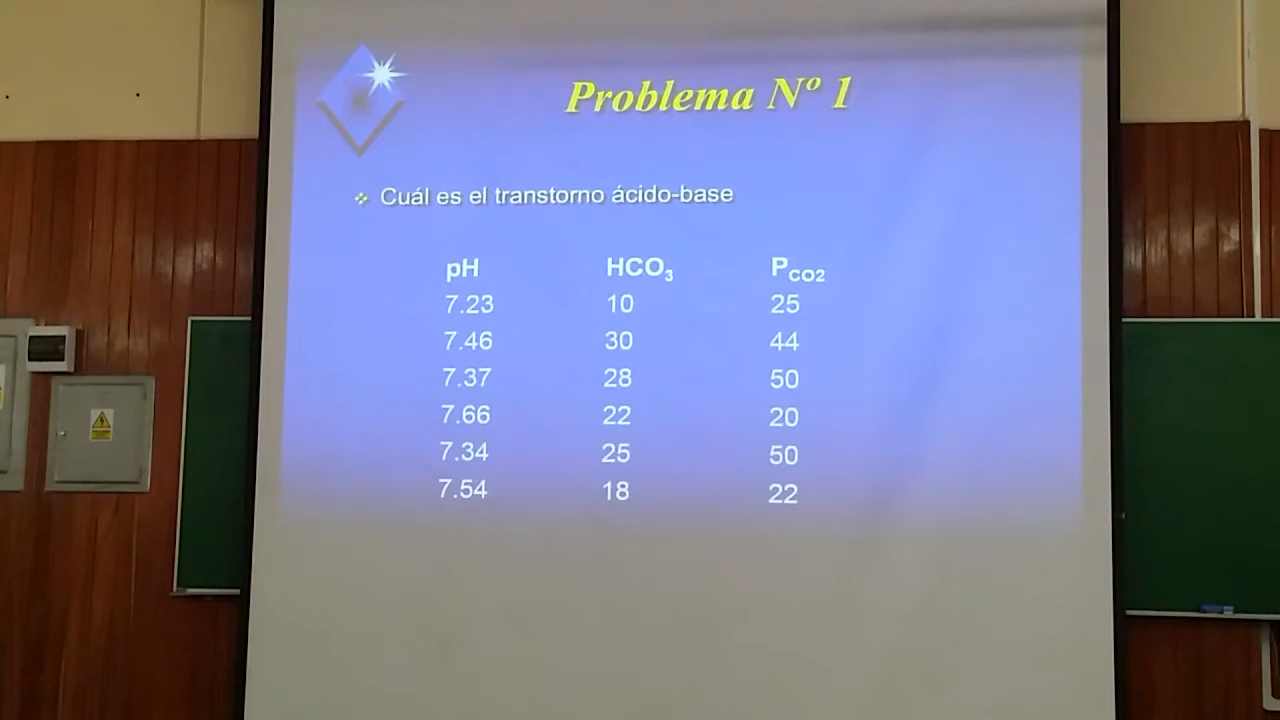 Problema Nº 1
Cuál es el transtorno ácido-base
pH HCO₃ PCO2
7.23 10 25
7.46 30 44
7.37 28 50
7.66 22 20
7.34 25 50
7.54 18 22